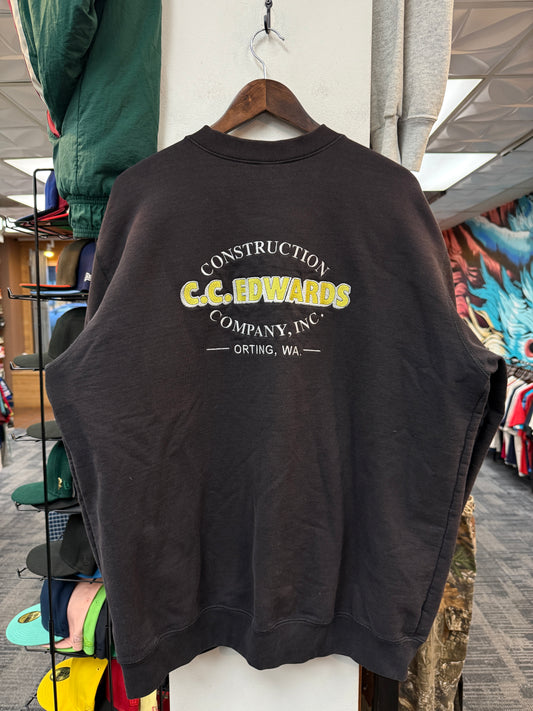 CONSTRUCTION
C.C. EDWARDS
COMPANY, INC.
ORTING, WA.